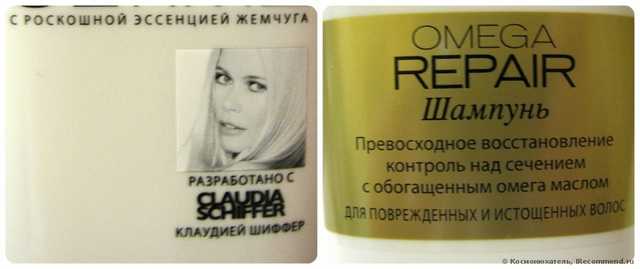 С РОСКОШНОЙ ЭССЕНЦИЕЙ ЖЕМЧУГА
РАЗРАБОТАНО С
CLAUDIA
SCHIFFER
КЛАУДИЕЙ ШИФФЕР
OMEGA
REPAIR
Шампунь
Превосходное восстановление
контроль над сечением
с обогащенным омега маслом
ДЛЯ ПОВРЕЖДЕННЫХ И ИСТОЩЕННЫХ ВОЛОС
© Космонюхатель, IRecommend.ru